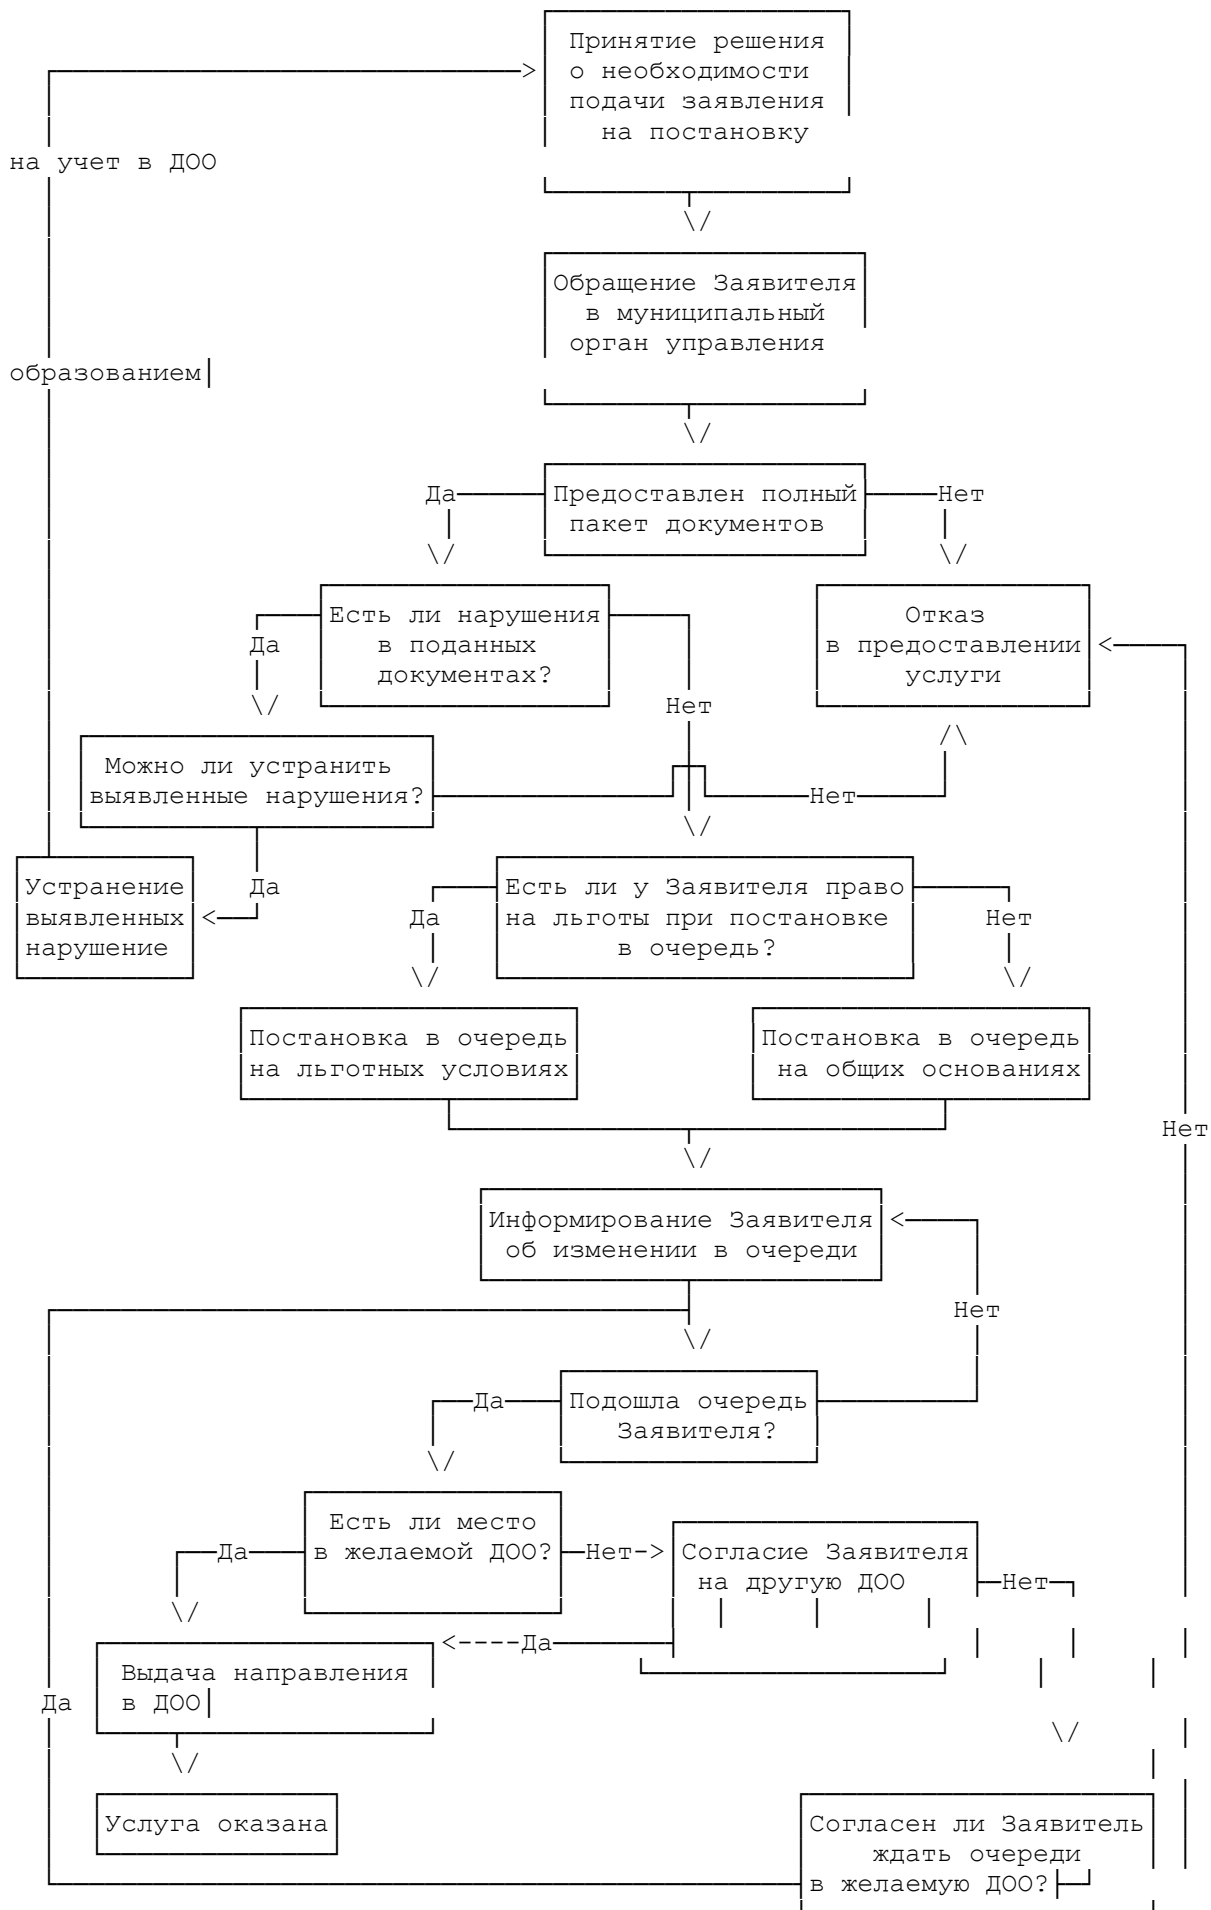 Принятие решения
о необходимости
подачи заявления
на постановку
на учет в ДОО
Обращение Заявителя
в муниципальный
орган управления
образованием
Да
Предоставлен полный
пакет документов
Нет
Есть ли нарушения
в поданных
документах?
Да
Нет
Отказ
в предоставлении
услуги
Можно ли устранить
выявленные нарушения?
Нет
Да
Устранение
выявленных
нарушение
Есть ли у Заявителя право
на льготы при постановке
в очередь?
Да
Нет
Постановка в очередь
на льготных условиях
Постановка в очередь
на общих основаниях
Нет
Информирование Заявителя
об изменении в очереди
Нет
Да
Подошла очередь
Заявителя?
Есть ли место
в желаемой ДОО?
Да
Нет
Согласие Заявителя
на другую ДОО
Нет
Да
Выдача направления
в ДОО
Да
Услуга оказана
Согласен ли Заявитель
ждать очереди
в желаемую ДОО?